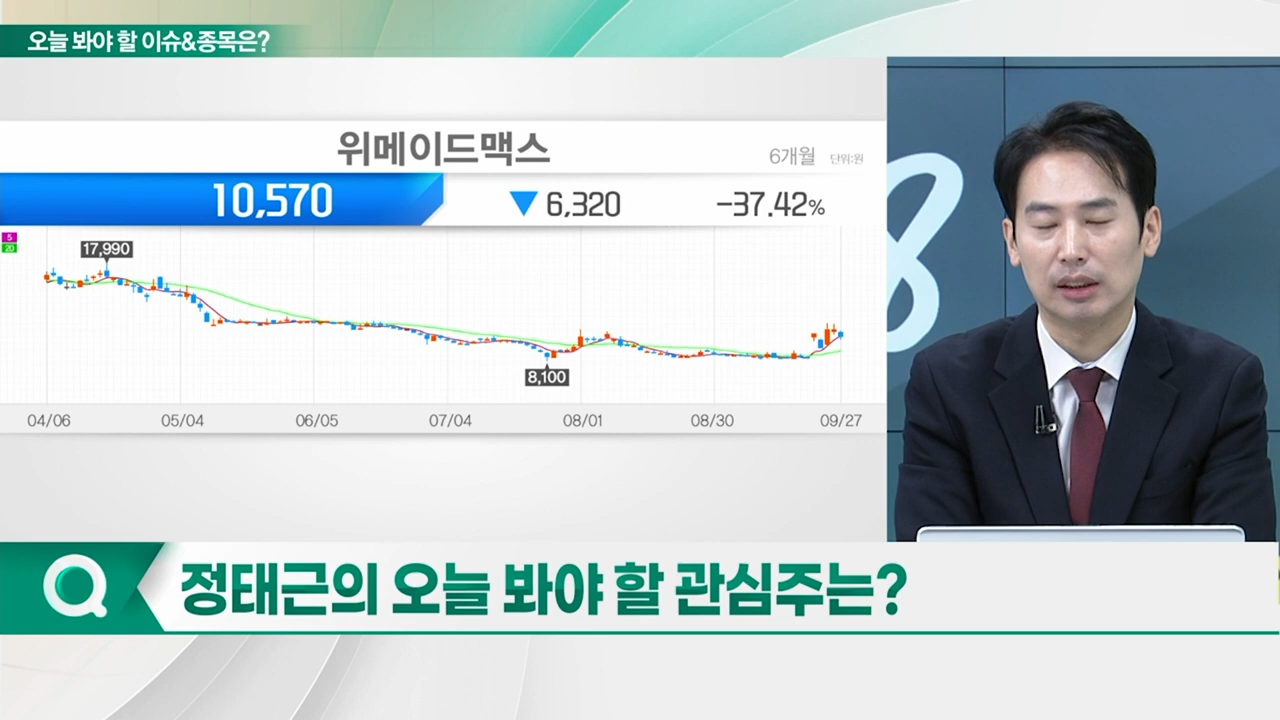 오늘 봐야 할 이슈&종목은?
위메이드맥스
6개월 단위:원
10,570 ▼ 6,320 -37.42%
5
20
17,990
8,100
04/06 05/04 06/05 07/04 08/01 08/30 09/27
정태근의 오늘 봐야 할 관심주는?